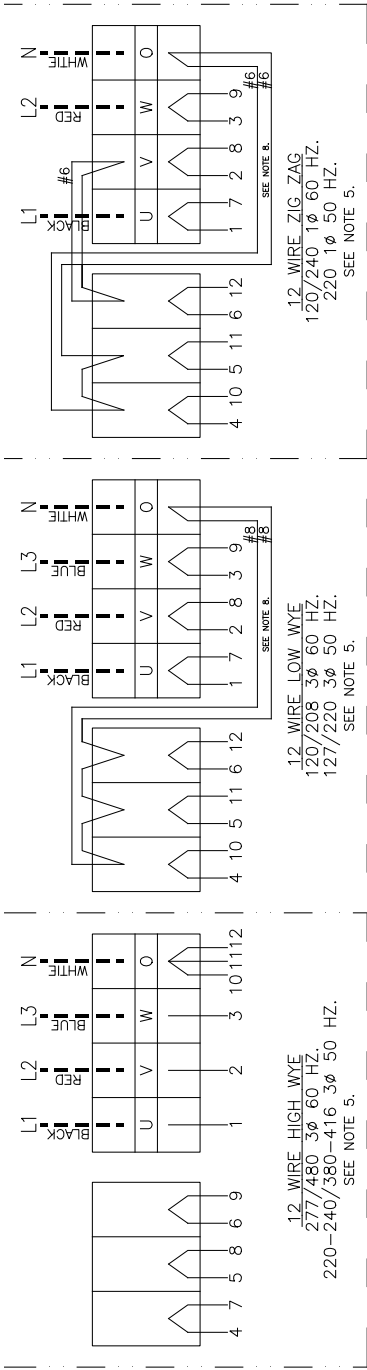 L1 L2 L3 N
BLACK RED BLUE WHTIE
U V W O
4 7 5 8 6 9 1 2 3 10 11 12
12 WIRE HIGH WYE
277/480 3ø 60 HZ.
220-240/380-416 3ø 50 HZ.
SEE NOTE 5.
L1 L2 L3 N
BLACK RED BLUE WHTIE
U V W O
4 10 5 11 6 12 1 7 2 8 3 9
#8
#8
SEE NOTE 8.
12 WIRE LOW WYE
120/208 3ø 60 HZ.
127/220 3ø 50 HZ.
SEE NOTE 5.
L1 L2 N
BLACK RED WHTIE
#6
U V W O
4 10 5 11 6 12 1 7 2 8 3 9
#6
#6
SEE NOTE 8.
12 WIRE ZIG ZAG
120/240 1ø 60 HZ.
220 1ø 50 HZ.
SEE NOTE 5.